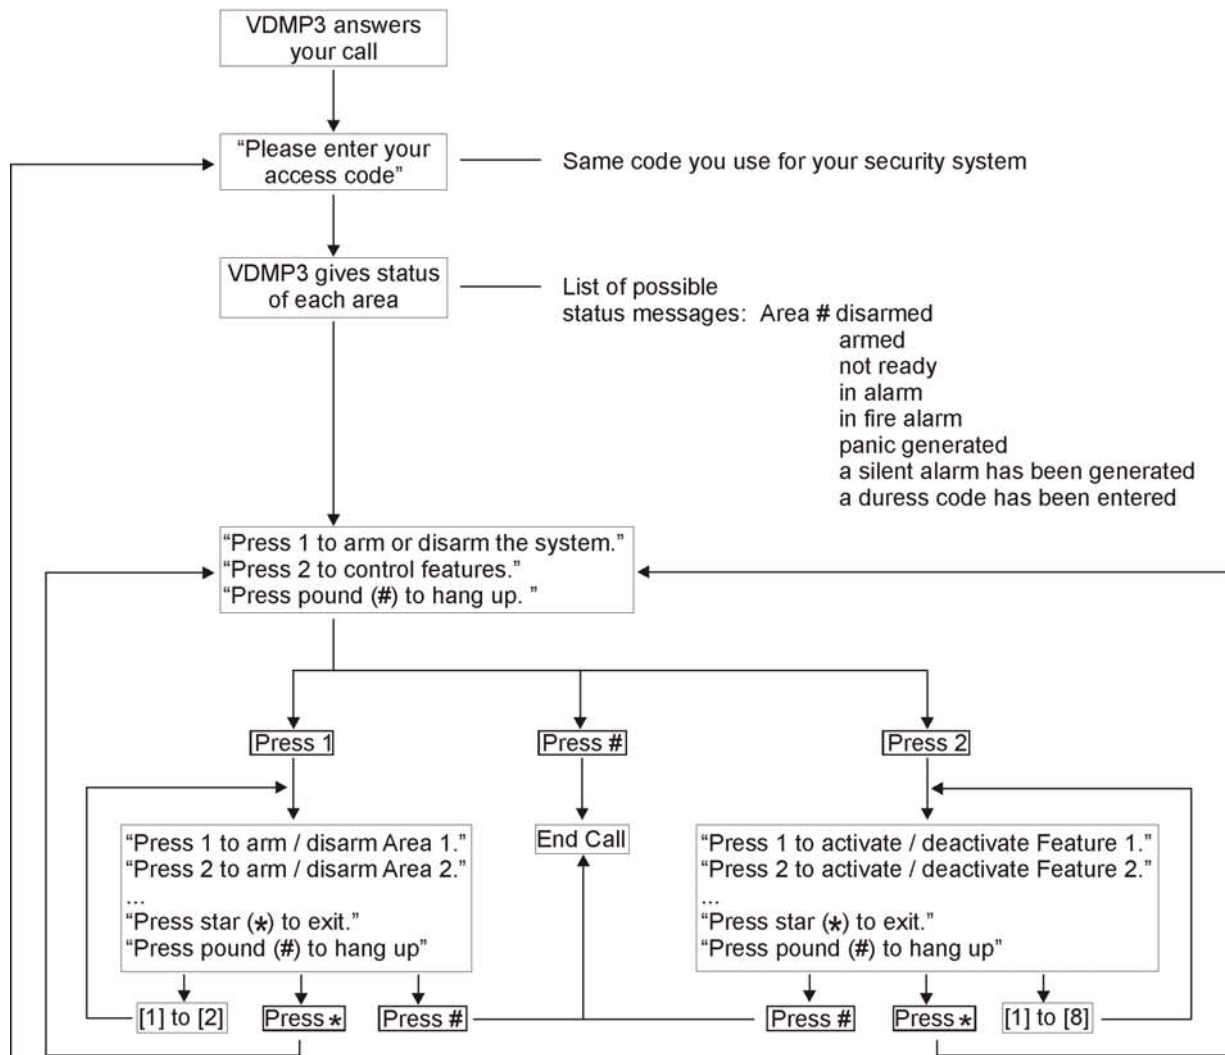 VDMP3 answers
your call
“Please enter your
access code”
Same code you use for your security system
VDMP3 gives status
of each area
List of possible
status messages: Area # disarmed
armed
not ready
in alarm
in fire alarm
panic generated
a silent alarm has been generated
a duress code has been entered
“Press 1 to arm or disarm the system.”
“Press 2 to control features.”
“Press pound (#) to hang up. ”
Press 1
Press #
Press 2
“Press 1 to arm / disarm Area 1.”
“Press 2 to arm / disarm Area 2.”
...
“Press star (*) to exit.”
“Press pound (#) to hang up”
End Call
“Press 1 to activate / deactivate Feature 1.”
“Press 2 to activate / deactivate Feature 2.”
...
“Press star (*) to exit.”
“Press pound (#) to hang up”
[1] to [2]
Press *
Press #
Press #
Press *
[1] to [8]